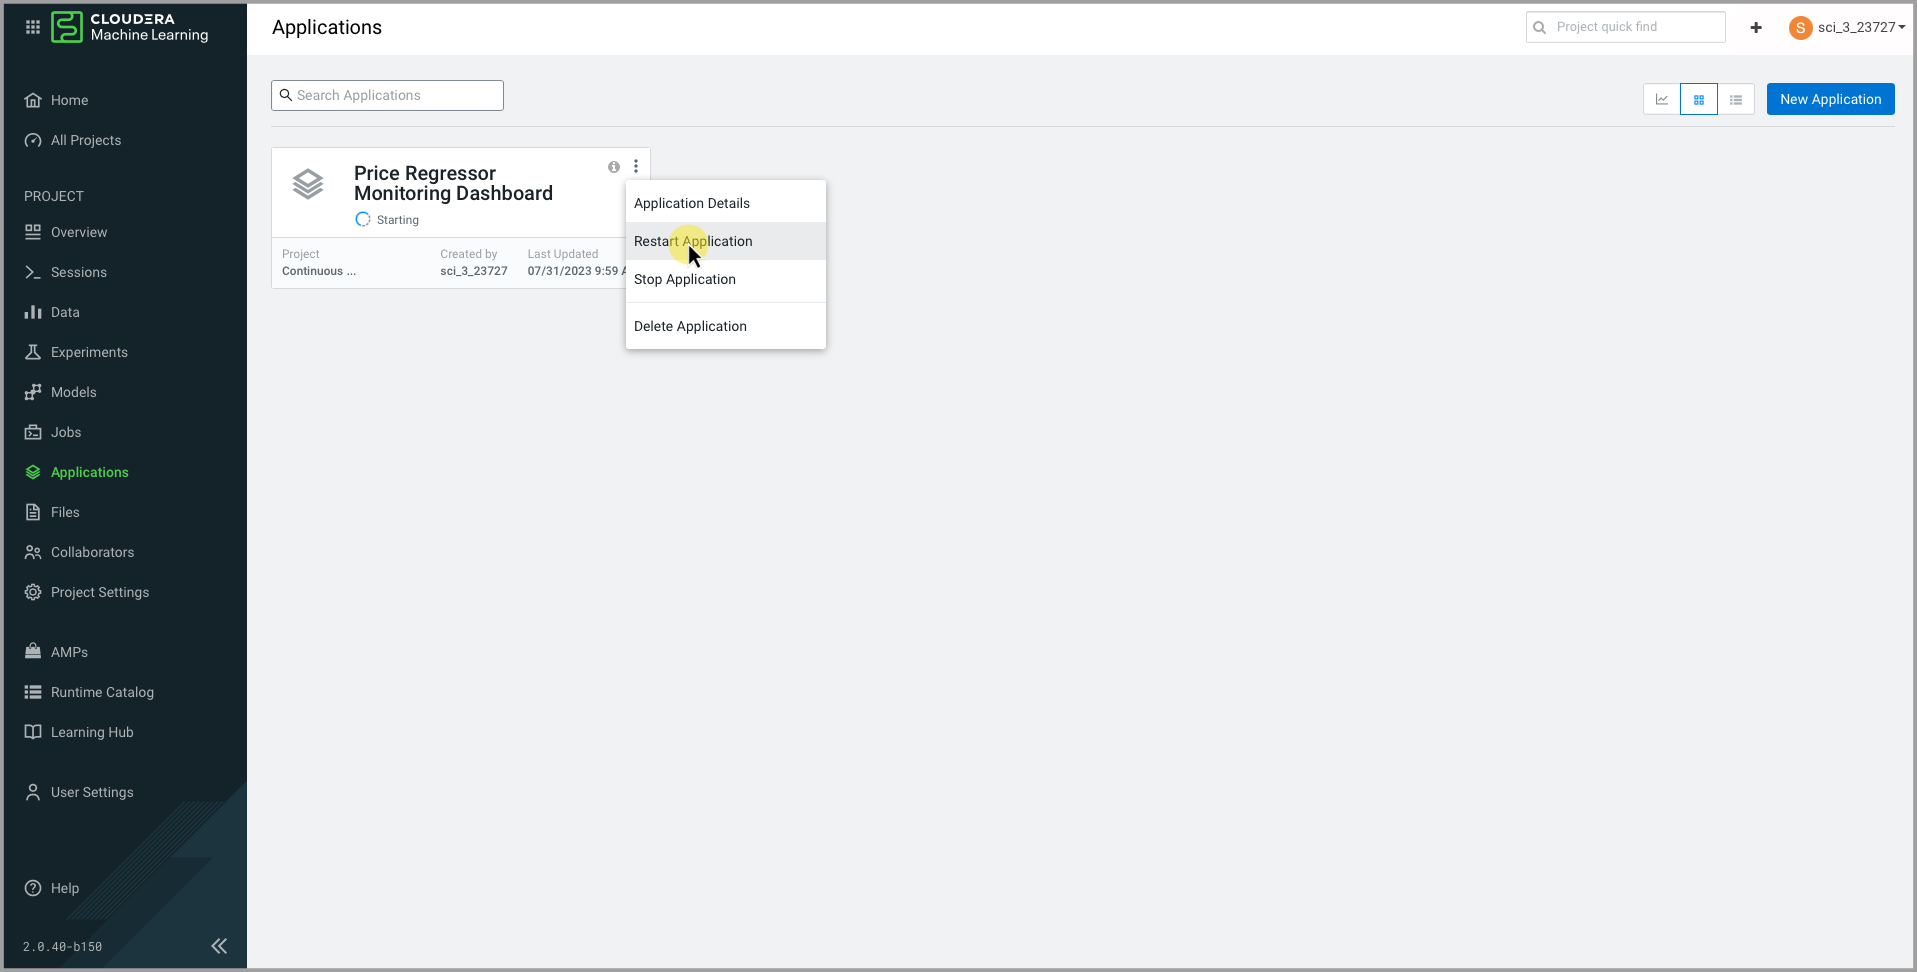 CLOUDERA
Machine Learning
Applications
Project quick find
S sci_3_23727
Home
All Projects
PROJECT
Overview
Sessions
Data
Experiments
Models
Jobs
Applications
Files
Collaborators
Project Settings
AMPs
Runtime Catalog
Learning Hub
User Settings
Help
2.0.40-b150
Search Applications
New Application
Price Regressor
Monitoring Dashboard
Starting
Project Created by Last Updated
Continuous ... sci_3_23727 07/31/2023 9:59 A
Application Details
Restart Application
Stop Application
Delete Application